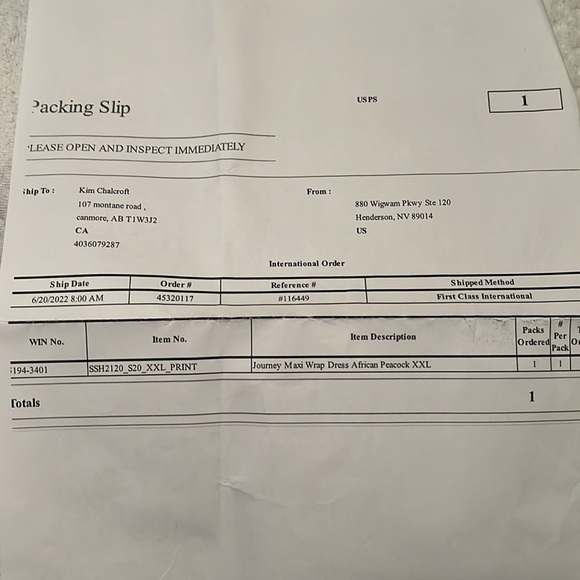 Packing Slip
USPS
1
PLEASE OPEN AND INSPECT IMMEDIATELY
Ship To :
Kim Chalcroft
107 montane road ,
canmore, AB T1W3J2
CA
4036079287
From :
880 Wigwam Pkwy Ste 120
Henderson, NV 89014
US
International Order
Ship Date Order # Reference # Shipped Method
6/20/2022 8:00 AM 45320117 #116449 First Class International
WIN No. Item No. Item Description Packs Ordered # Per Pack
194-3401 SSH2120_S20_XXL_PRINT Journey Maxi Wrap Dress African Peacock XXL 1 1
Totals 1